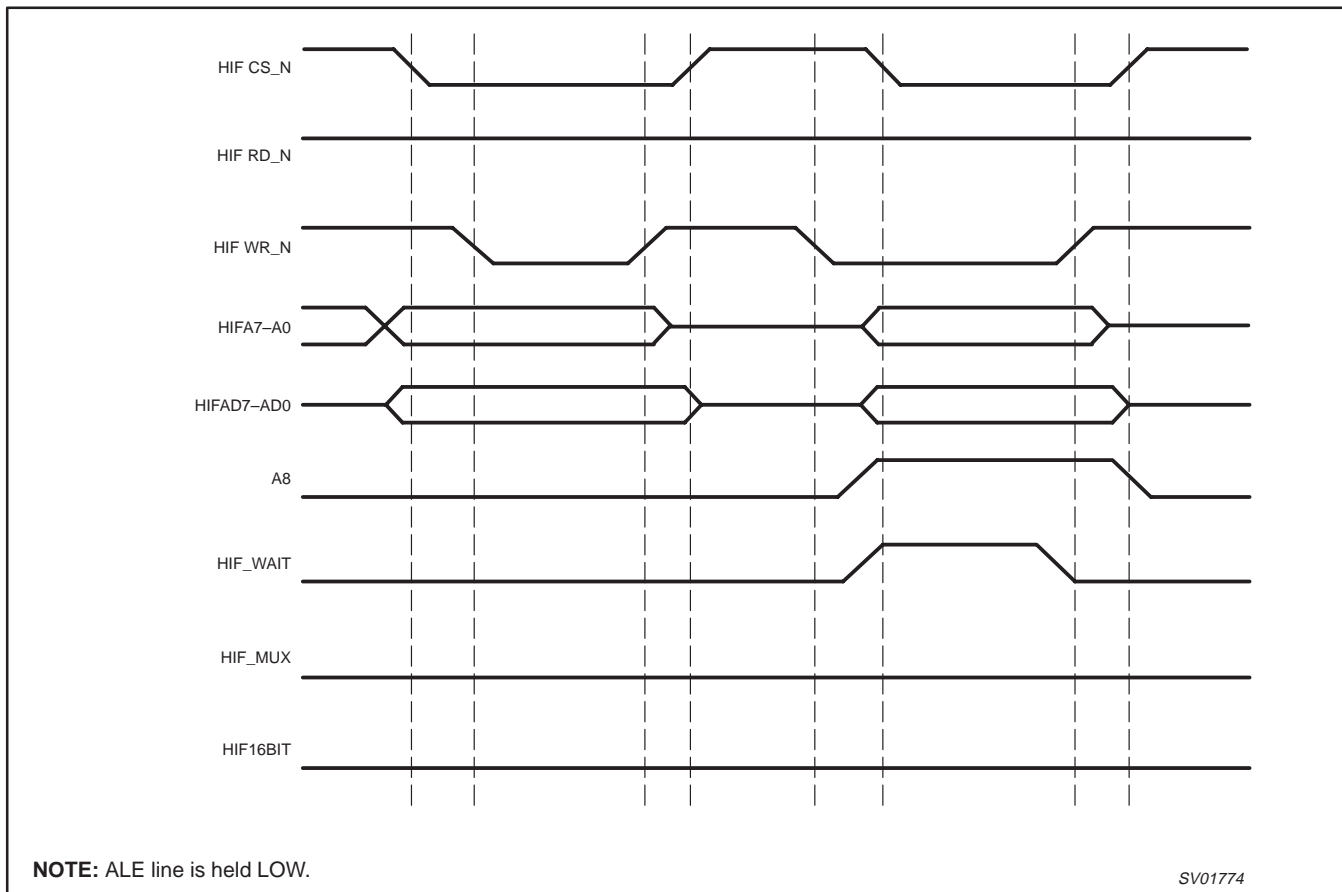 HIF CS_N
HIF RD_N
HIF WR_N
HIFA7–A0
HIFAD7–AD0
A8
HIF_WAIT
HIF_MUX
HIF16BIT
NOTE: ALE line is held LOW.
SV01774